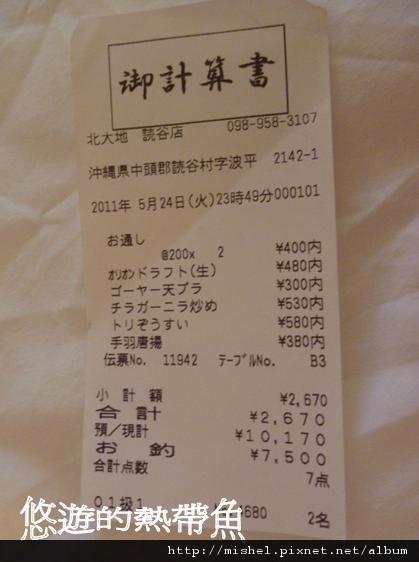 御計算書
北大地 読谷店 098-958-3107
沖縄県中頭郡読谷村字波平 2142-1
2011年 5月24日(火)23時49分000101
お通し
@200x 2 ¥400内
オリオンドラフト(生) ¥480内
ゴーヤー天プラ ¥300内
チラガーニラ炒め ¥530内
トリぞうすい ¥580内
手羽唐揚 ¥380内
伝票No. 11942 テーブルNo. B3
小計額 ¥2,670
合計 ¥2,670
預/現計 ¥10,170
お釣 ¥7,500
合計点数 7点
01級1
680 2名
悠遊的熱帶魚
http://mishel.pixnet.net/album